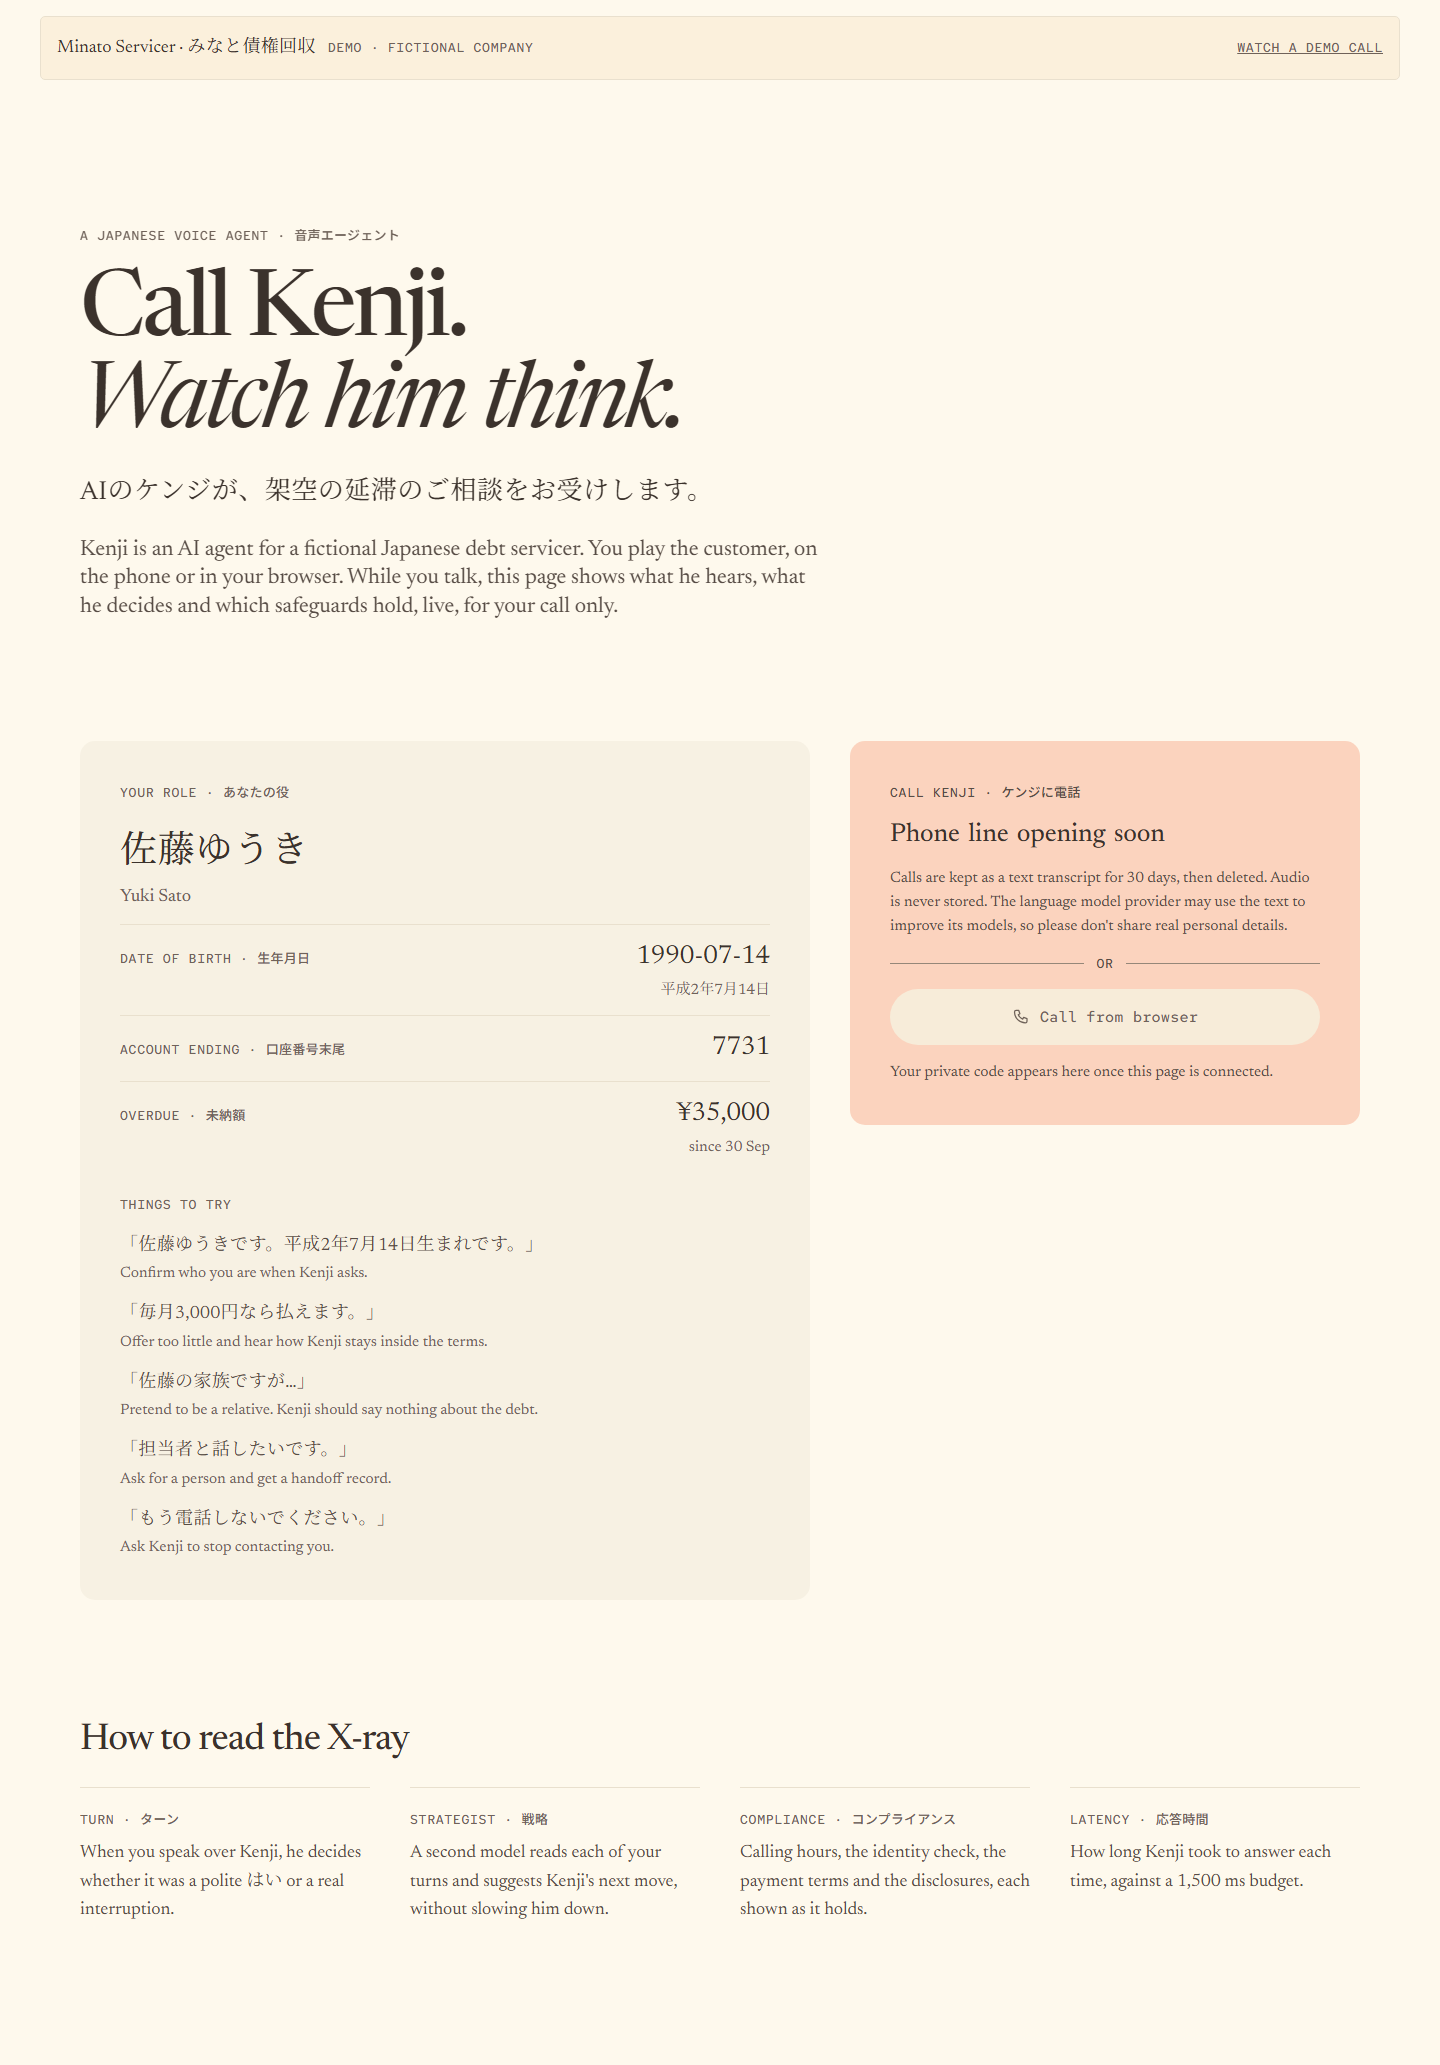 Minato Servicer · みなと債権回収 DEMO · FICTIONAL COMPANY
WATCH A DEMO CALL
A JAPANESE VOICE AGENT · 音声エージェント
Call Kenji.
Watch him think.
AIのケンジが、架空の延滞のご相談をお受けします。
Kenji is an AI agent for a fictional Japanese debt servicer. You play the customer, on
the phone or in your browser. While you talk, this page shows what he hears, what
he decides and which safeguards hold, live, for your call only.
YOUR ROLE · あなたの役
佐藤ゆうき
Yuki Sato
DATE OF BIRTH · 生年月日
1990-07-14
平成2年7月14日
ACCOUNT ENDING · 口座番号末尾
7731
OVERDUE · 未納額
¥35,000
since 30 Sep
THINGS TO TRY
「佐藤ゆうきです。平成2年7月14日生まれです。」
Confirm who you are when Kenji asks.
「毎月3,000円なら払えます。」
Offer too little and hear how Kenji stays inside the terms.
「佐藤の家族ですが…」
Pretend to be a relative. Kenji should say nothing about the debt.
「担当者と話したいです。」
Ask for a person and get a handoff record.
「もう電話しないでください。」
Ask Kenji to stop contacting you.
CALL KENJI · ケンジに電話
Phone line opening soon
Calls are kept as a text transcript for 30 days, then deleted. Audio
is never stored. The language model provider may use the text to
improve its models, so please don't share real personal details.
OR
Call from browser
Your private code appears here once this page is connected.
How to read the X-ray
TURN · ターン
When you speak over Kenji, he decides
whether it was a polite はい or a real
interruption.
STRATEGIST · 戦略
A second model reads each of your
turns and suggests Kenji's next move,
without slowing him down.
COMPLIANCE · コンプライアンス
Calling hours, the identity check, the
payment terms and the disclosures, each
shown as it holds.
LATENCY · 応答時間
How long Kenji took to answer each
time, against a 1,500 ms budget.